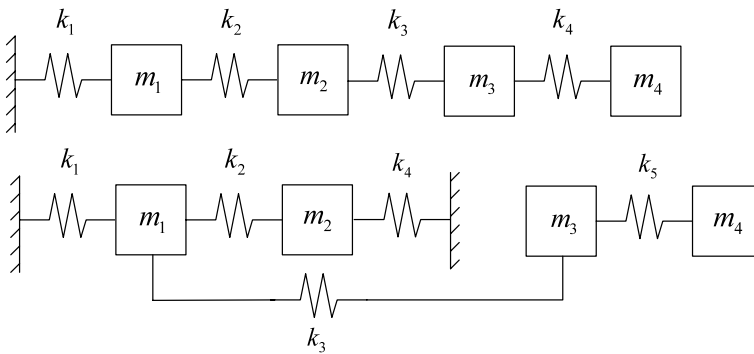 k₁ k₂ k₃ k₄
m₁ m₂ m₃ m₄
k₁ k₂ k₄ k₅
m₁ m₂ m₃ m₄
k₃